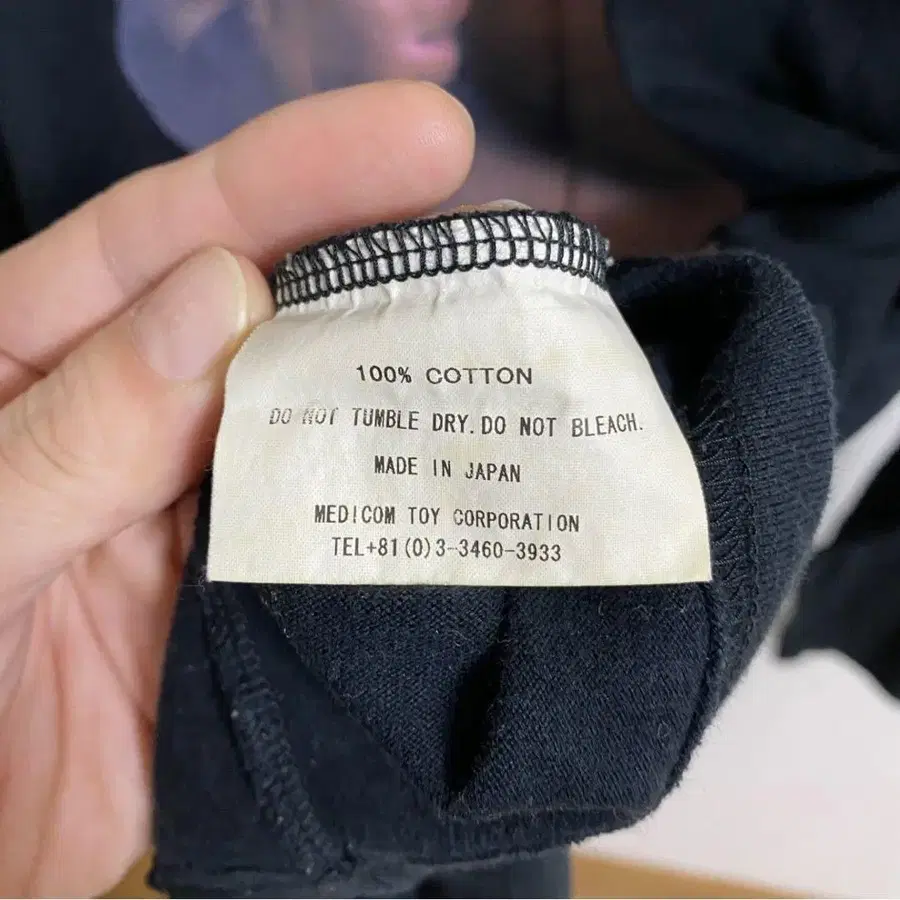 100% COTTON
DO NOT TUMBLE DRY. DO NOT BLEACH.
MADE IN JAPAN
MEDICOM TOY CORPORATION
TEL+81(0)3-3460-3933